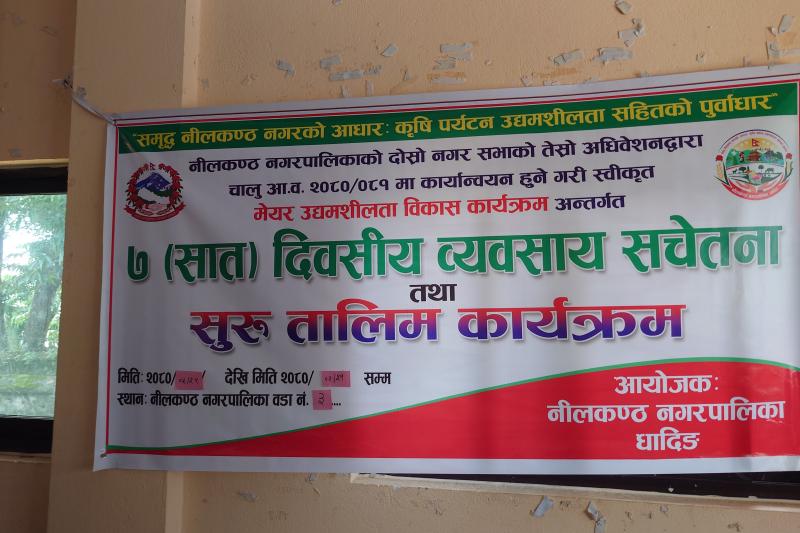 "समृद्ध नीलकण्ठ नगरको आधारः कृषि पर्यटन उद्यमशीलता सहितको पुर्वाधार"
नीलकण्ठ नगरपालिकाको दोस्रो नगर सभाको तेस्रो अधिवेशनद्वारा
चालु आ.व. २०८०/०८१ मा कार्यान्वयन हुने गरी स्वीकृत
मेयर उद्यमशीलता विकास कार्यक्रम अन्तर्गत
७ (सात) दिवसीय व्यवसाय सचेतना
तथा
सुरु तालिम कार्यक्रम
मितिः २०८०/ / देखि मिति २०८०/ सम्म
स्थानः नीलकण्ठ नगरपालिका वडा नं. ३....
आयोजकः
नीलकण्ठ नगरपालिका
धादिङ